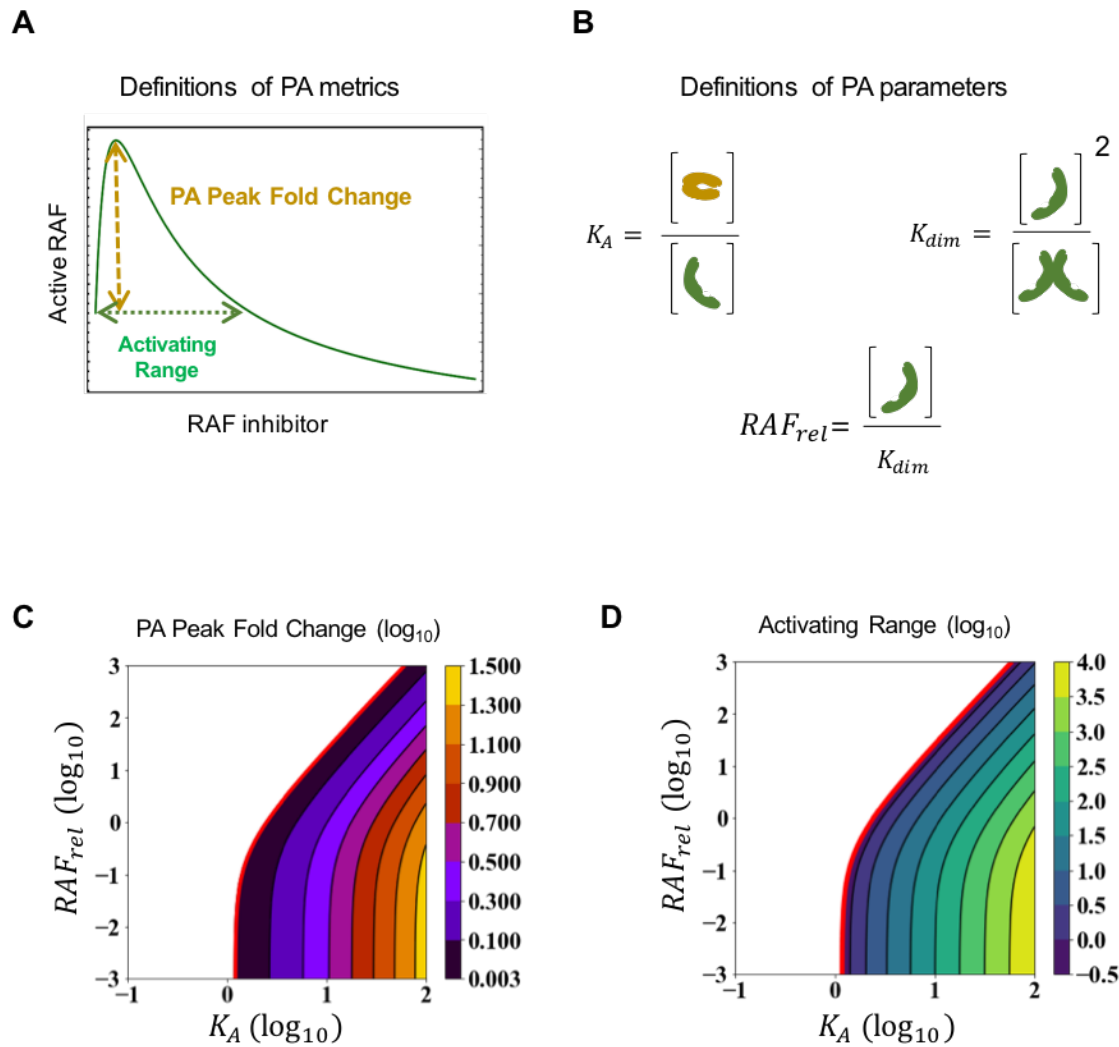 A
Definitions of PA metrics
PA Peak Fold Change
Activating
Range
Active RAF
RAF inhibitor
B
Definitions of PA parameters
K_A =
K_dim =
2
RAF_rel=
K_dim
C
PA Peak Fold Change (log₁₀)
3
2
1
0
−1
−2
−3
−1
0
1
2
RAF_rel (log₁₀)
K_A (log₁₀)
1.500
1.300
1.100
0.900
0.700
0.500
0.300
0.100
0.003
D
Activating Range (log₁₀)
3
2
1
0
−1
−2
−3
−1
0
1
2
RAF_rel (log₁₀)
K_A (log₁₀)
4.0
3.5
3.0
2.5
2.0
1.5
1.0
0.5
0.0
−0.5